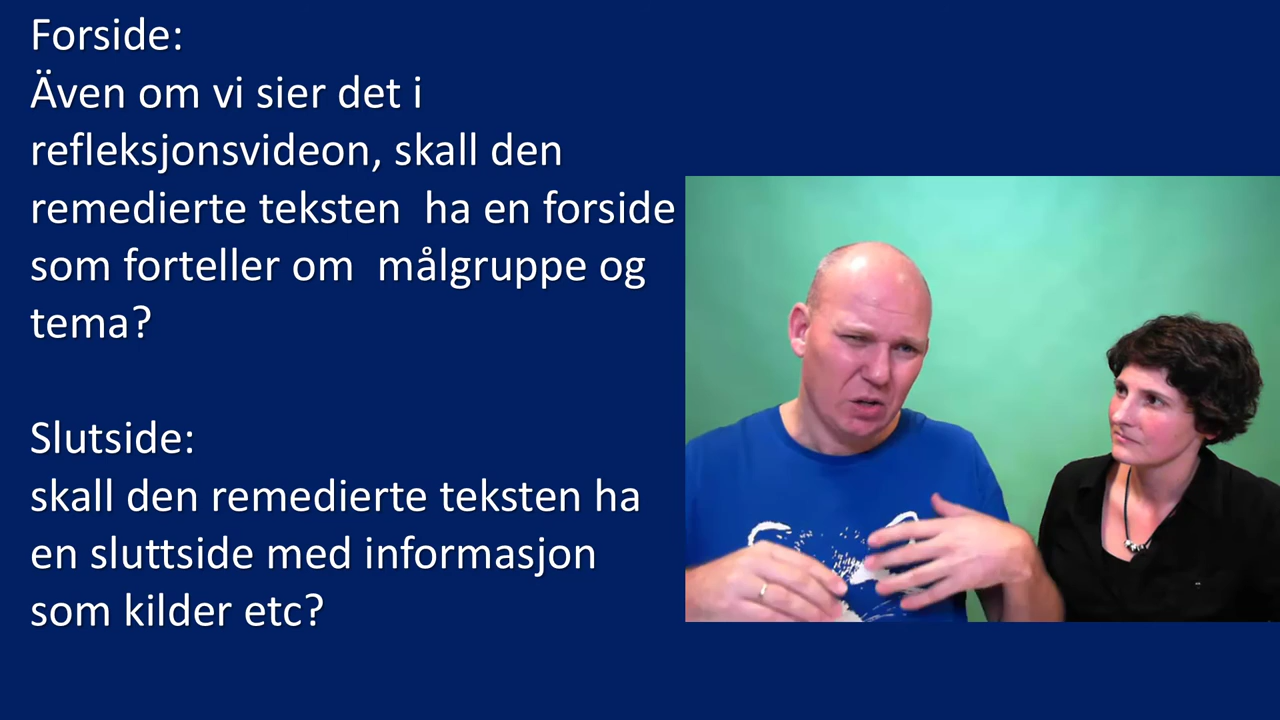 Forside:
Även om vi sier det i
refleksjonsvideon, skall den
remedierte teksten  ha en forside
som forteller om  målgruppe og
tema?
Slutside:
skall den remedierte teksten ha
en sluttside med informasjon
som kilder etc?